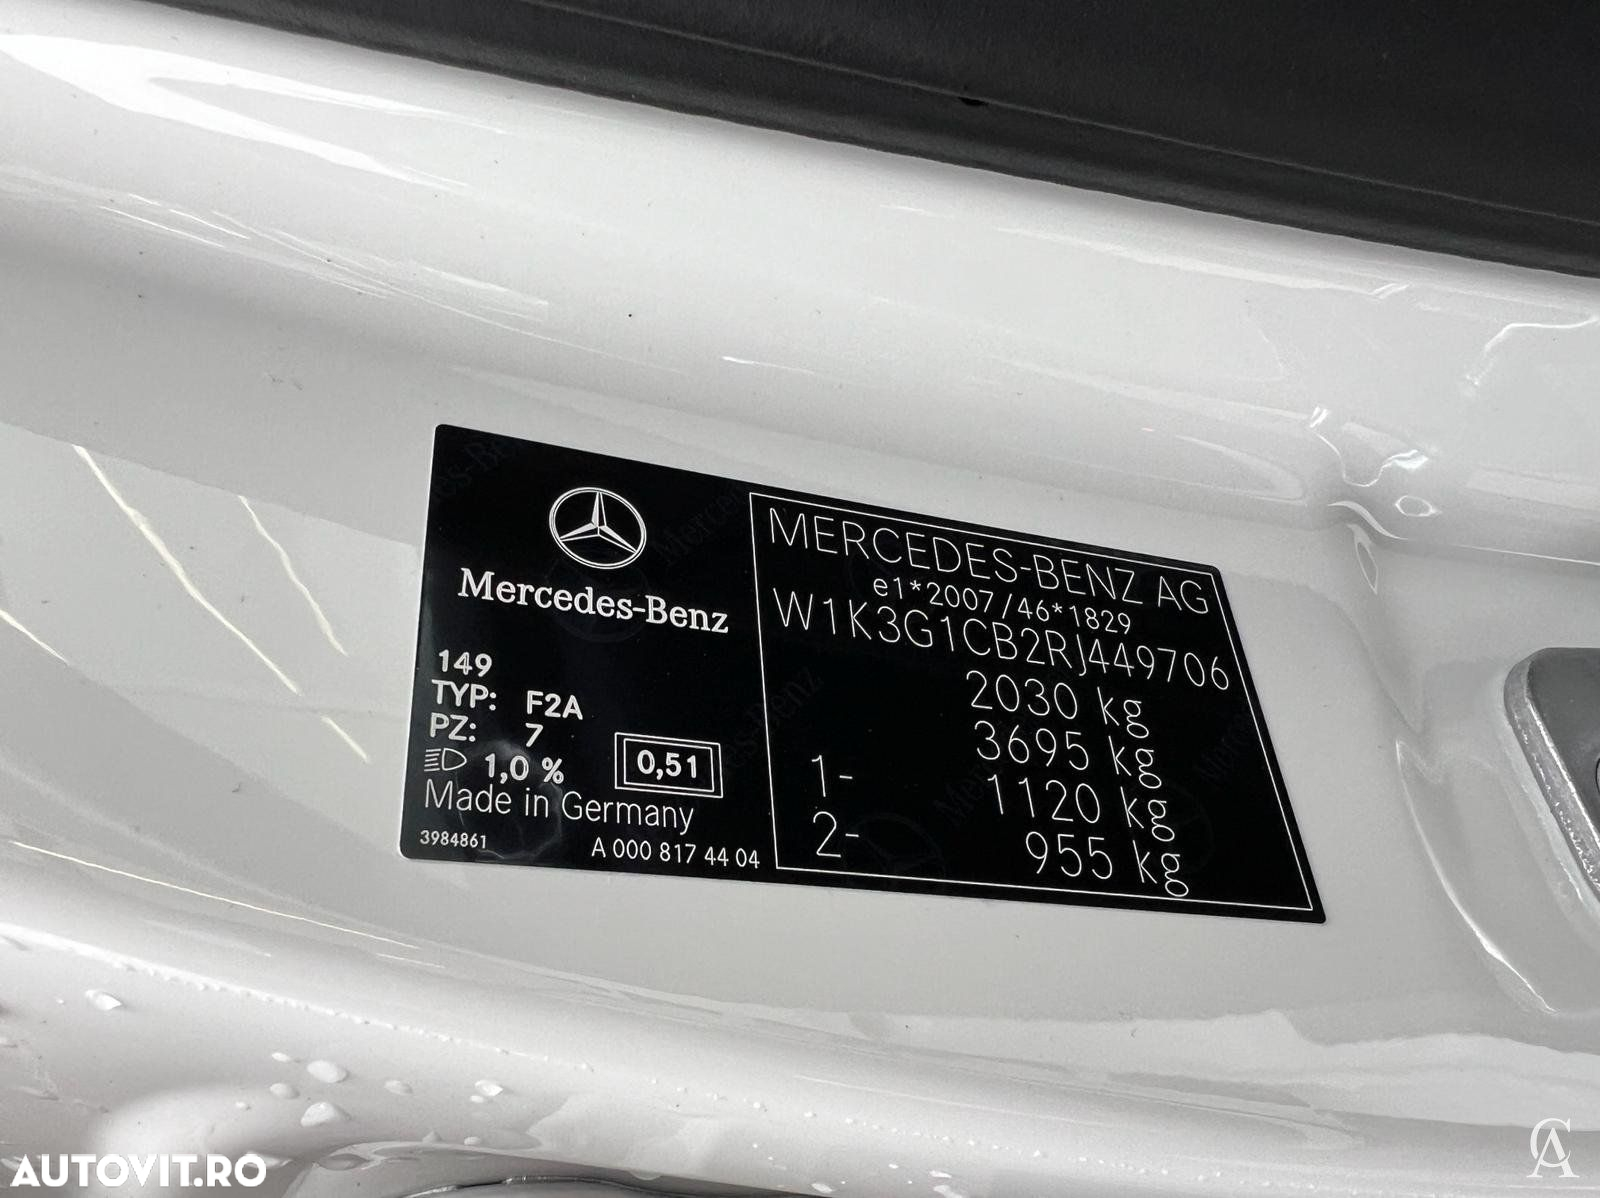 Mercedes-Benz
149
TYP: F2A
PZ: 7
1,0 %
0,51
Made in Germany
3984861
A 000 817 44 04
MERCEDES-BENZ AG
e1*2007/46*1829
W1K3G1CB2RJ449706
2030 kg
3695 kg
1- 1120 kg
2- 955 kg
AUTOVIT.RO
CA